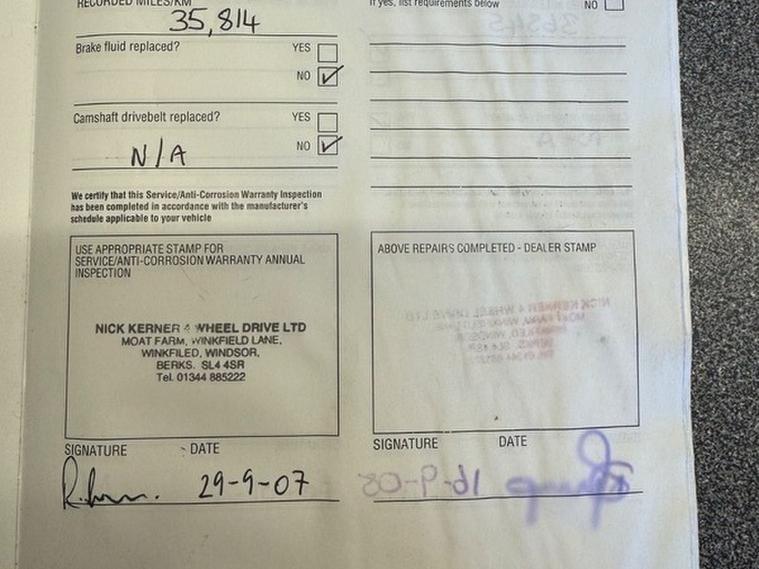 RECORDED MILES/KM
35,814
Brake fluid replaced? YES
NO
Camshaft drivebelt replaced? YES
N/A NO
We certify that this Service/Anti-Corrosion Warranty Inspection
has been completed in accordance with the manufacturer's
schedule applicable to your vehicle
USE APPROPRIATE STAMP FOR
SERVICE/ANTI-CORROSION WARRANTY ANNUAL
INSPECTION
NICK KERNER 4 WHEEL DRIVE LTD
MOAT FARM, WINKFIELD LANE,
WINKFILED, WINDSOR,
BERKS. SL4 4SR
Tel. 01344 885222
SIGNATURE DATE
29-9-07
If yes, list requirements below NO
ABOVE REPAIRS COMPLETED - DEALER STAMP
SIGNATURE DATE
16-9-08